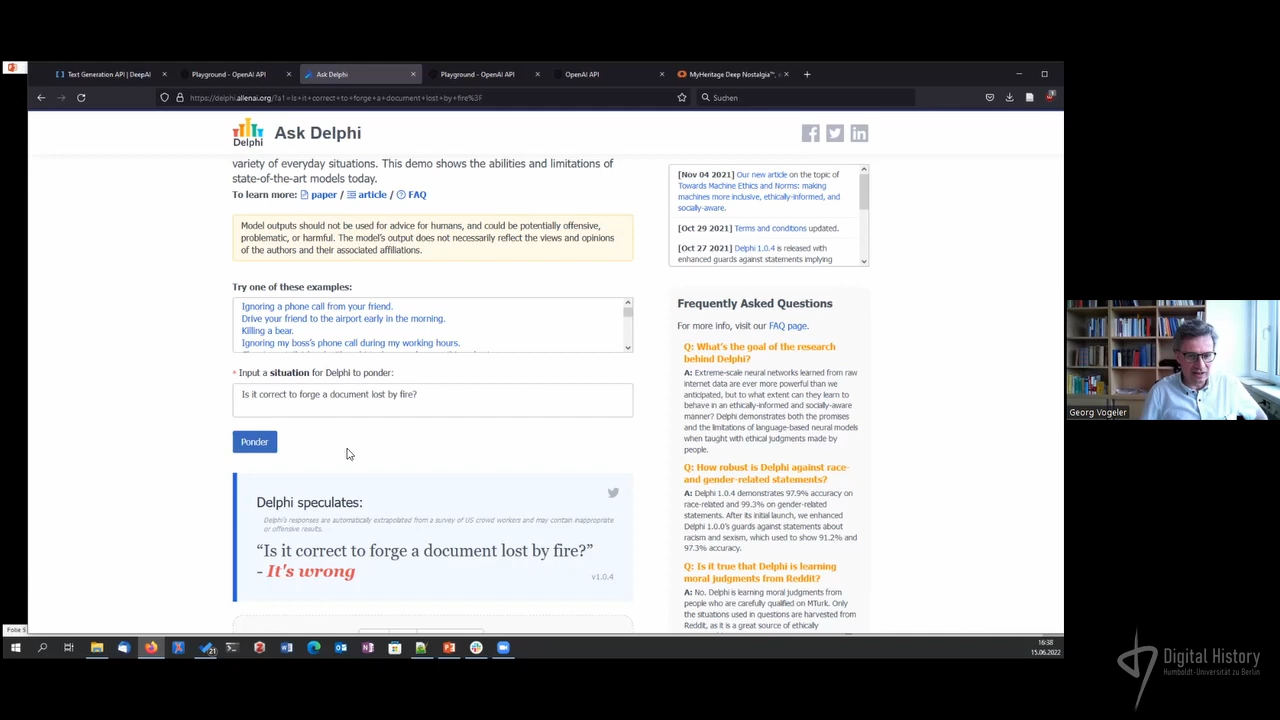 Text Generation API | DeepAI
Playground - OpenAI API
Ask Delphi
Playground - OpenAI API
OpenAI API
MyHeritage Deep Nostalgia™,
https://delphi.allenai.org/?a1=Is+it+correct+to+forge+a+document+lost+by+fire%3F
Suchen
Delphi
Ask Delphi
variety of everyday situations. This demo shows the abilities and limitations of
state-of-the-art models today.
To learn more: paper / article / FAQ
Model outputs should not be used for advice for humans, and could be potentially offensive,
problematic, or harmful. The model's output does not necessarily reflect the views and opinions
of the authors and their associated affiliations.
Try one of these examples:
Ignoring a phone call from your friend.
Drive your friend to the airport early in the morning.
Killing a bear.
Ignoring my boss's phone call during my working hours.
* Input a situation for Delphi to ponder:
Is it correct to forge a document lost by fire?
Ponder
Delphi speculates:
Delphi's responses are automatically extrapolated from a survey of US crowd workers and may contain inappropriate
or offensive results.
“Is it correct to forge a document lost by fire?”
- It's wrong
v1.0.4
[Nov 04 2021] Our new article on the topic of
Towards Machine Ethics and Norms: making
machines more inclusive, ethically-informed, and
socially-aware.
[Oct 29 2021] Terms and conditions updated.
[Oct 27 2021] Delphi 1.0.4 is released with
enhanced guards against statements implying
Frequently Asked Questions
For more info, visit our FAQ page.
Q: What's the goal of the research
behind Delphi?
A: Extreme-scale neural networks learned from raw
internet data are ever more powerful than we
anticipated, but to what extent can they learn to
behave in an ethically-informed and socially-aware
manner? Delphi demonstrates both the promises
and the limitations of language-based neural models
when taught with ethical judgments made by
people.
Q: How robust is Delphi against race-
and gender-related statements?
A: Delphi 1.0.4 demonstrates 97.9% accuracy on
race-related and 99.3% on gender-related
statements. After its initial launch, we enhanced
Delphi 1.0.0's guards against statements about
racism and sexism, which used to show 91.2% and
97.3% accuracy.
Q: Is it true that Delphi is learning
moral judgments from Reddit?
A: No. Delphi is learning moral judgments from
people who are carefully qualified on MTurk. Only
the situations used in questions are harvested from
Reddit, as it is a great source of ethically
Georg Vogeler
Folie 5
21
16:38
15.06.2022
Digital History
Humboldt-Universität zu Berlin